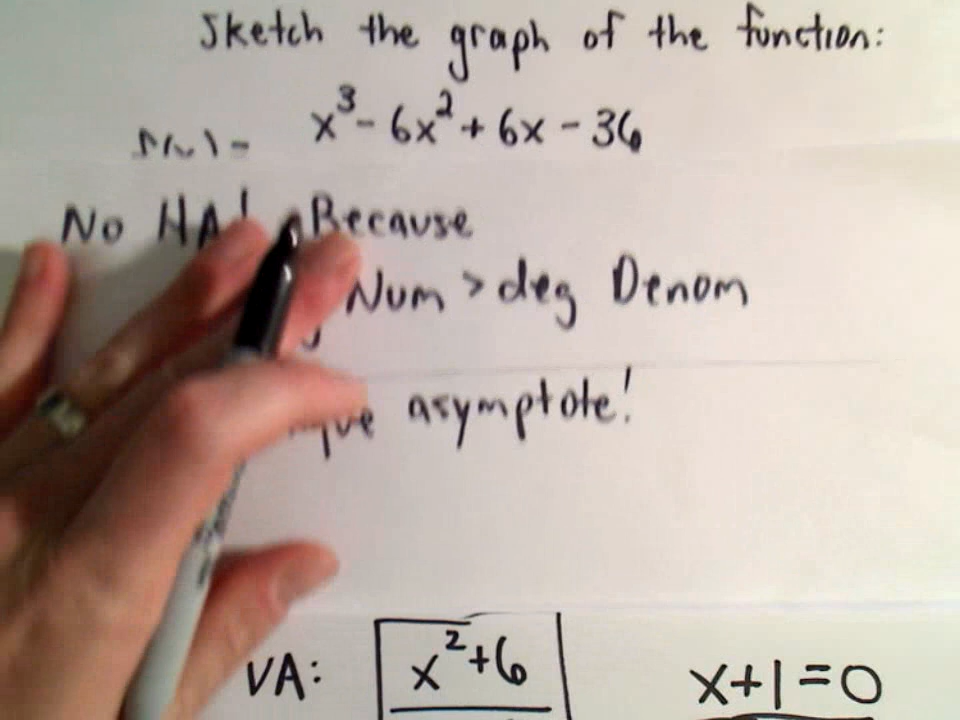 Sketch the graph of the function:
x³ - 6x² + 6x - 36
No HA! Because
Num > deg Denom
asymptote!
VA: x² + 6 x + 1 = 0